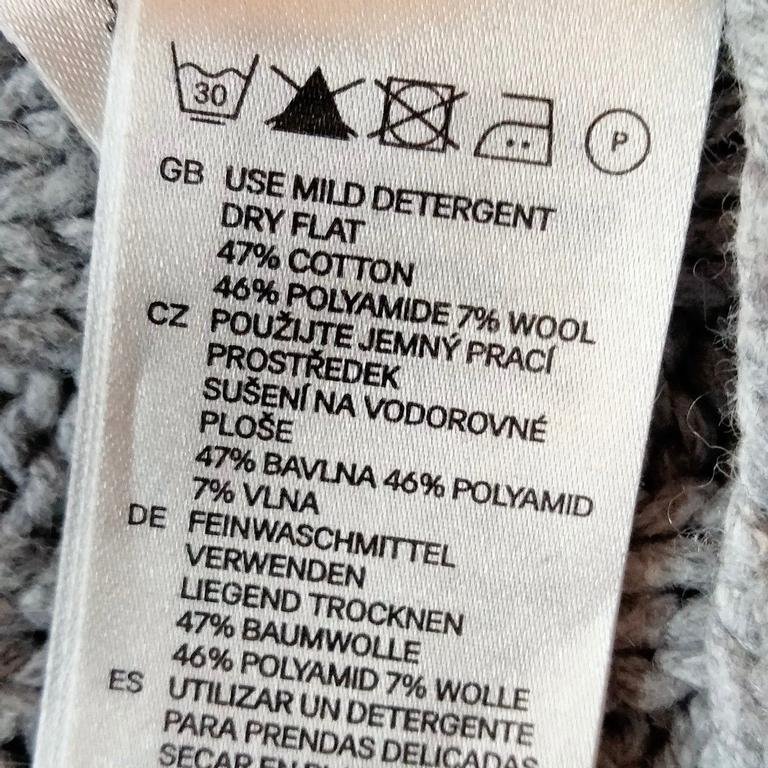 30
P
GB USE MILD DETERGENT
DRY FLAT
47% COTTON
46% POLYAMIDE 7% WOOL
CZ POUŽIJTE JEMNÝ PRACÍ
PROSTŘEDEK
SUŠENÍ NA VODOROVNÉ
PLOŠE
47% BAVLNA 46% POLYAMID
7% VLNA
DE FEINWASCHMITTEL
VERWENDEN
LIEGEND TROCKNEN
47% BAUMWOLLE
46% POLYAMID 7% WOLLE
ES UTILIZAR UN DETERGENTE
PARA PRENDAS DELICADAS
SECAR EN